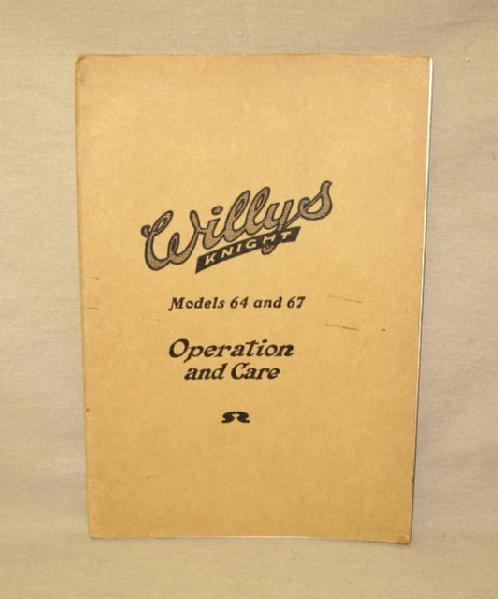 Willys
KNIGHT
Models 64 and 67
Operation
and Care